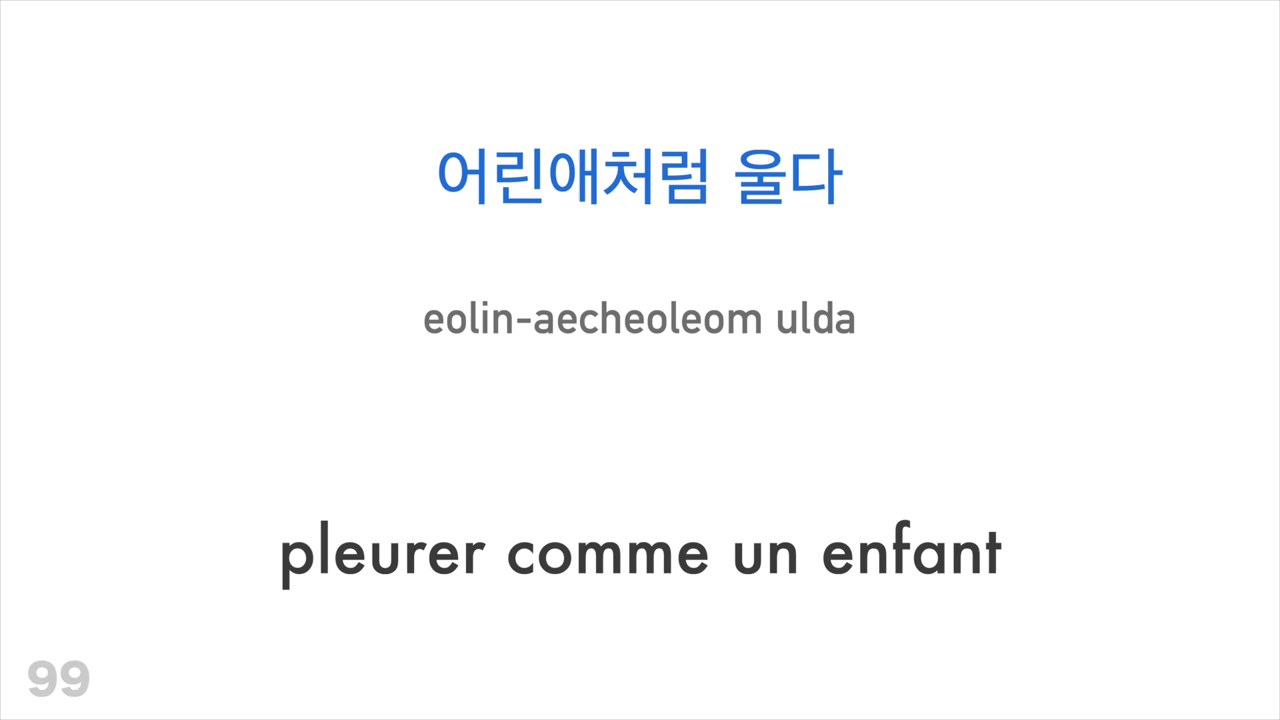 어린애처럼 울다
eolin-aecheoleom ulda
pleurer comme un enfant
99